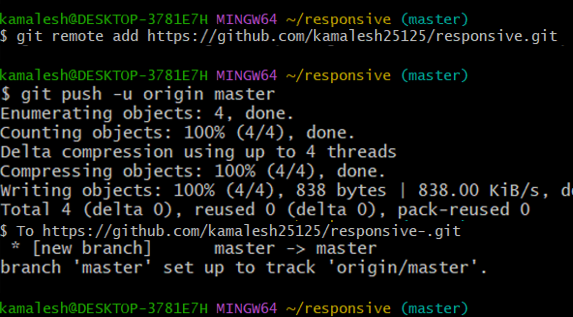 kamalesh@DESKTOP-3781E7H MINGW64 ~/responsive (master)
$ git remote add https://github.com/kamalesh25125/responsive.git
kamalesh@DESKTOP-3781E7H MINGW64 ~/responsive (master)
$ git push -u origin master
Enumerating objects: 4, done.
Counting objects: 100% (4/4), done.
Delta compression using up to 4 threads
Compressing objects: 100% (4/4), done.
Writing objects: 100% (4/4), 838 bytes | 838.00 KiB/s, d
Total 4 (delta 0), reused 0 (delta 0), pack-reused 0
$ To https://github.com/kamalesh25125/responsive-.git
* [new branch] master -> master
branch 'master' set up to track 'origin/master'.
kamalesh@DESKTOP-3781E7H MINGW64 ~/responsive (master)